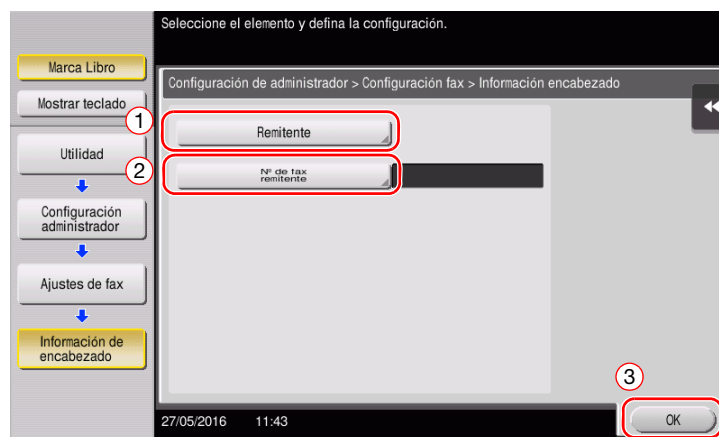 Seleccione el elemento y defina la configuración.
Marca Libro
Mostrar teclado
Configuración de administrador > Configuración fax > Información encabezado
1
Remitente
Utilidad
2
Nº de fax
remitente
Configuración
administrador
Ajustes de fax
Información de
encabezado
3
27/05/2016 11:43
OK